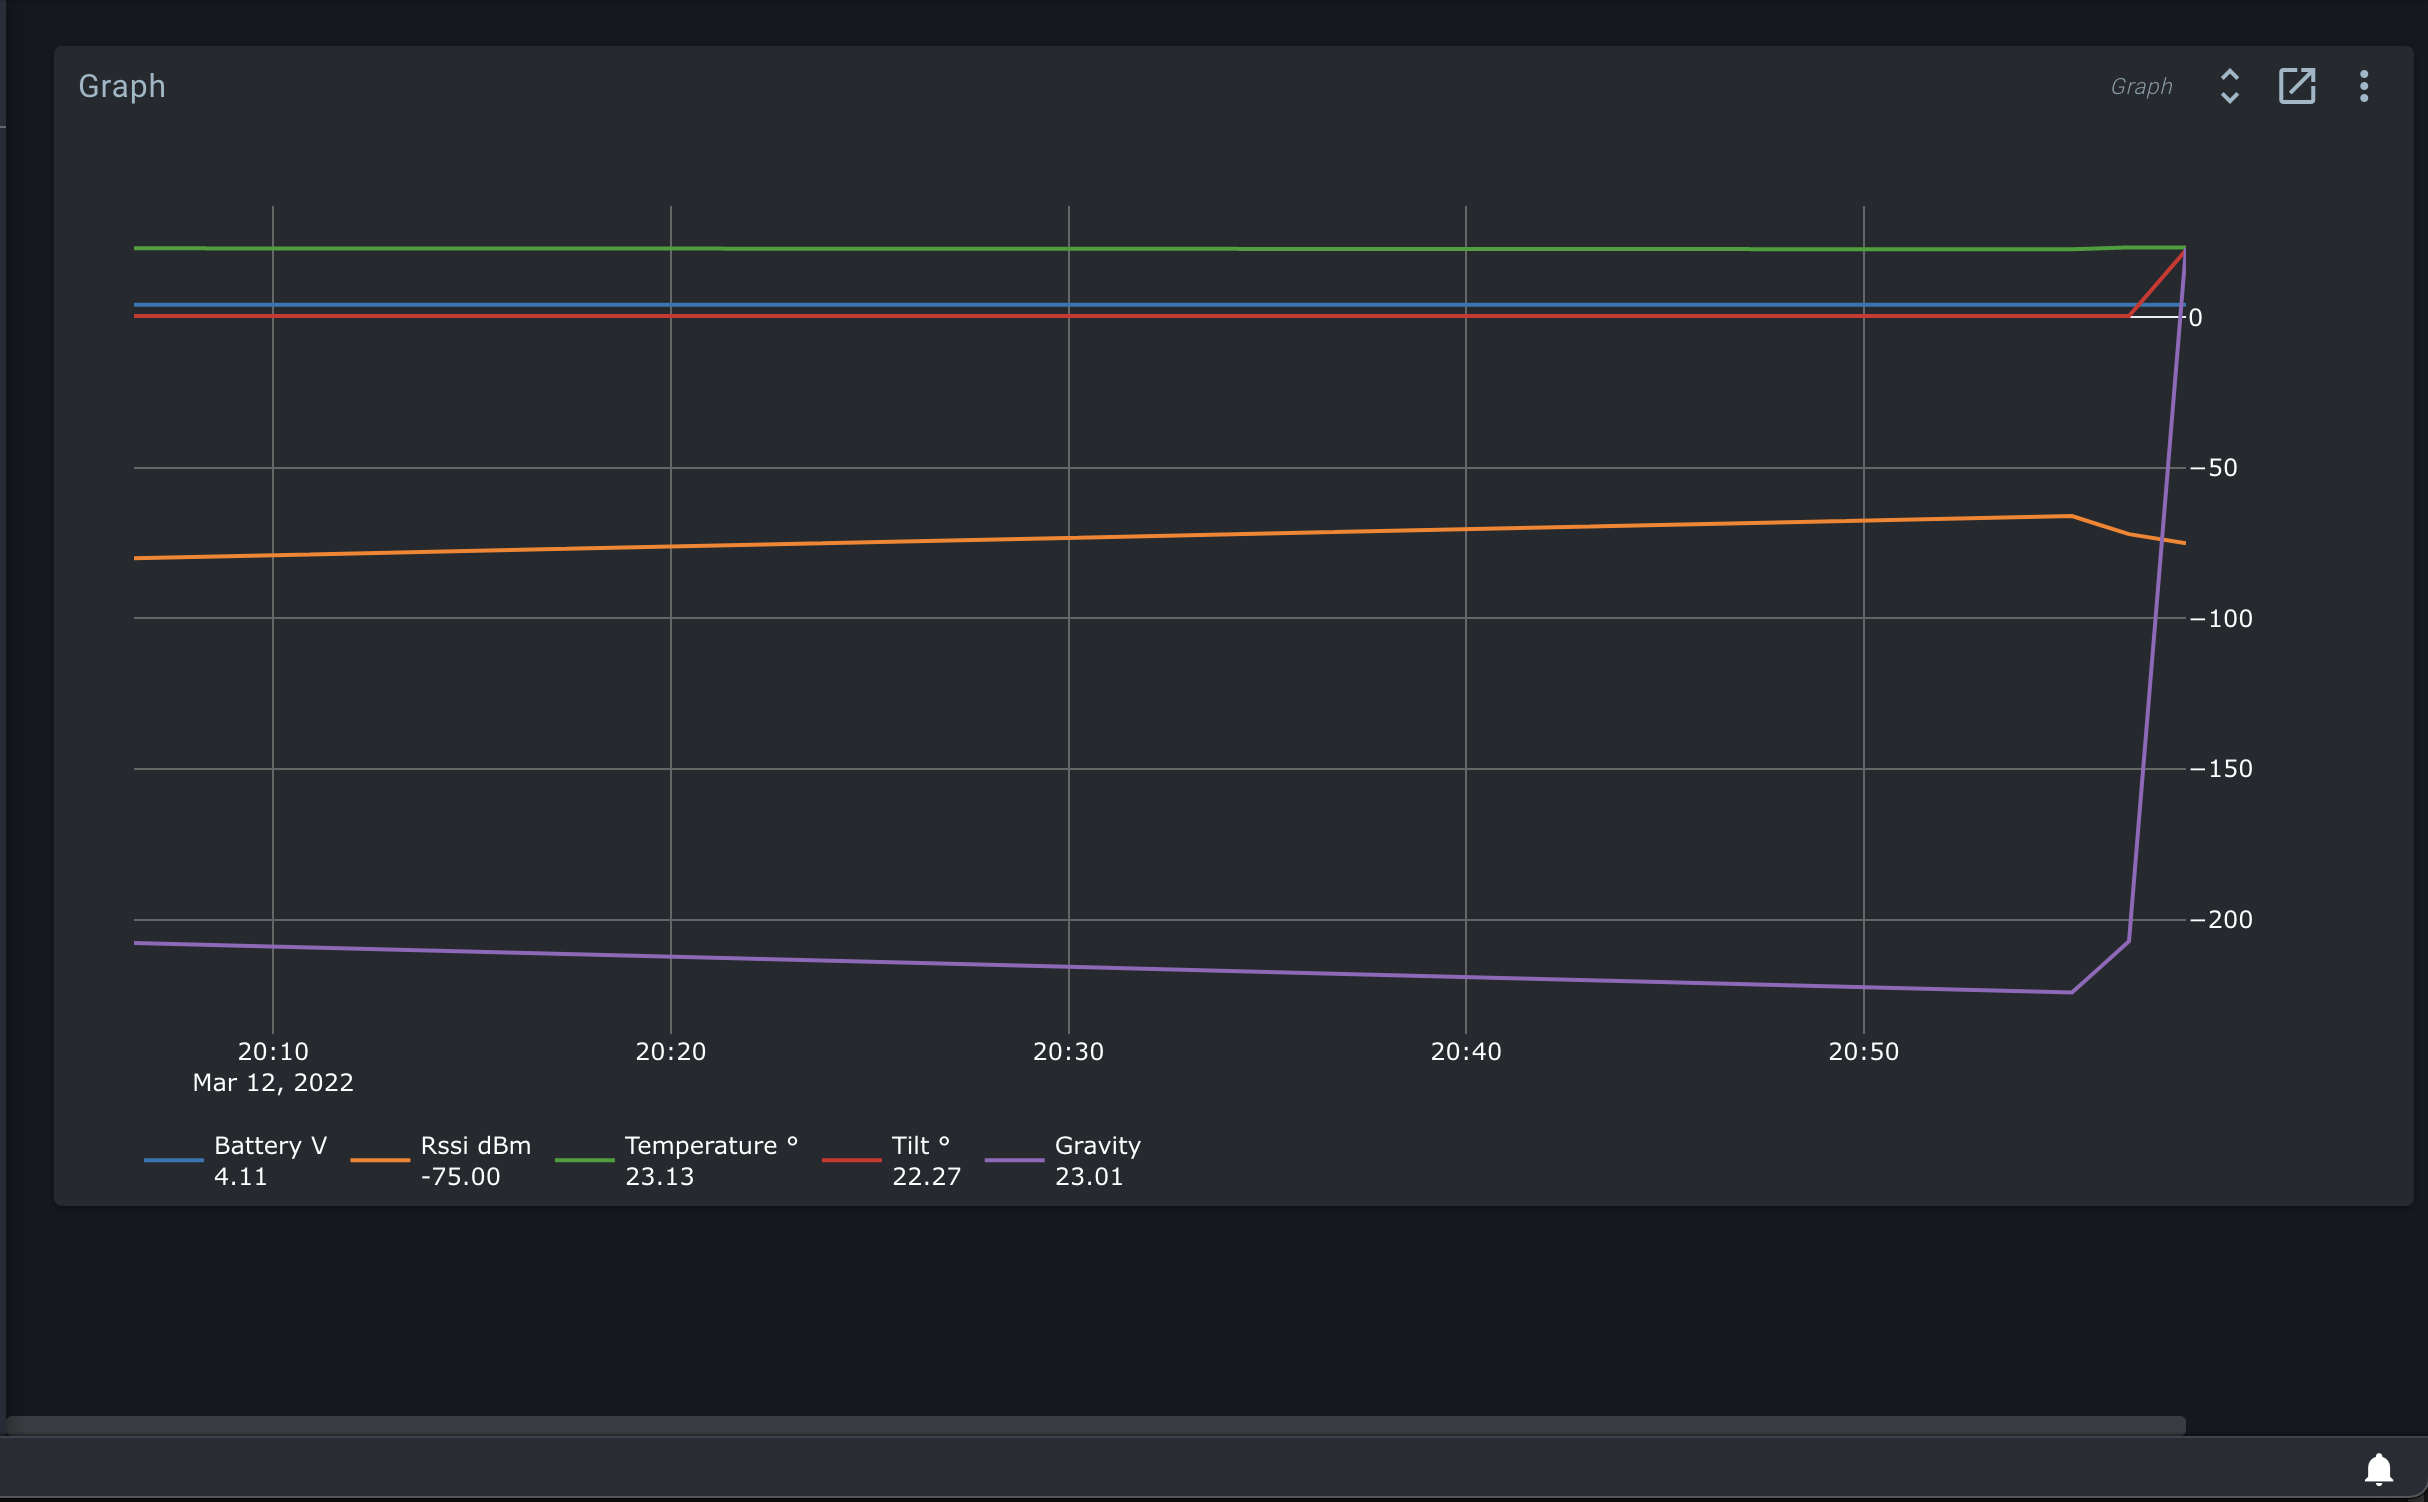 Graph
Graph
0
−50
−100
−150
−200
20:10
20:20
20:30
20:40
20:50
Mar 12, 2022
Battery V
4.11
Rssi dBm
-75.00
Temperature °
23.13
Tilt °
22.27
Gravity
23.01